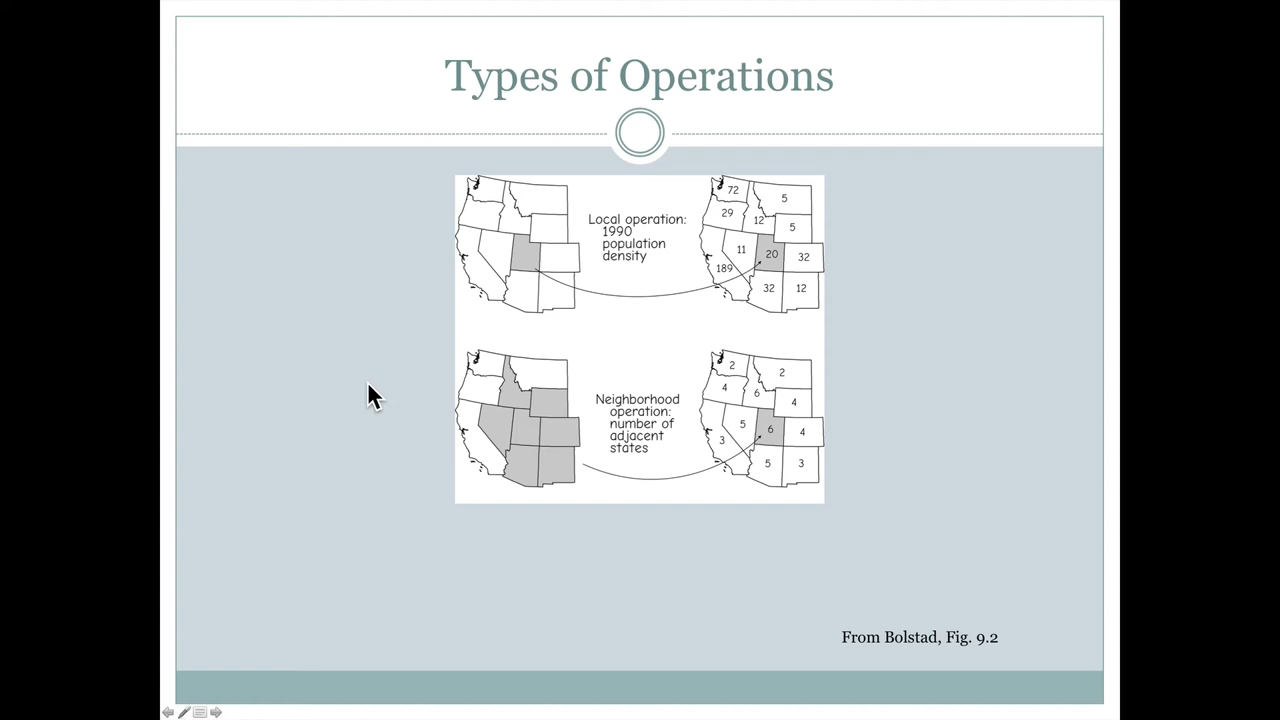 Types of Operations
Local operation:
1990
population
density
72
5
29
12
5
11
20
32
189
32
12
Neighborhood
operation:
number of
adjacent
states
2
2
4
6
4
5
6
4
3
5
3
From Bolstad, Fig. 9.2